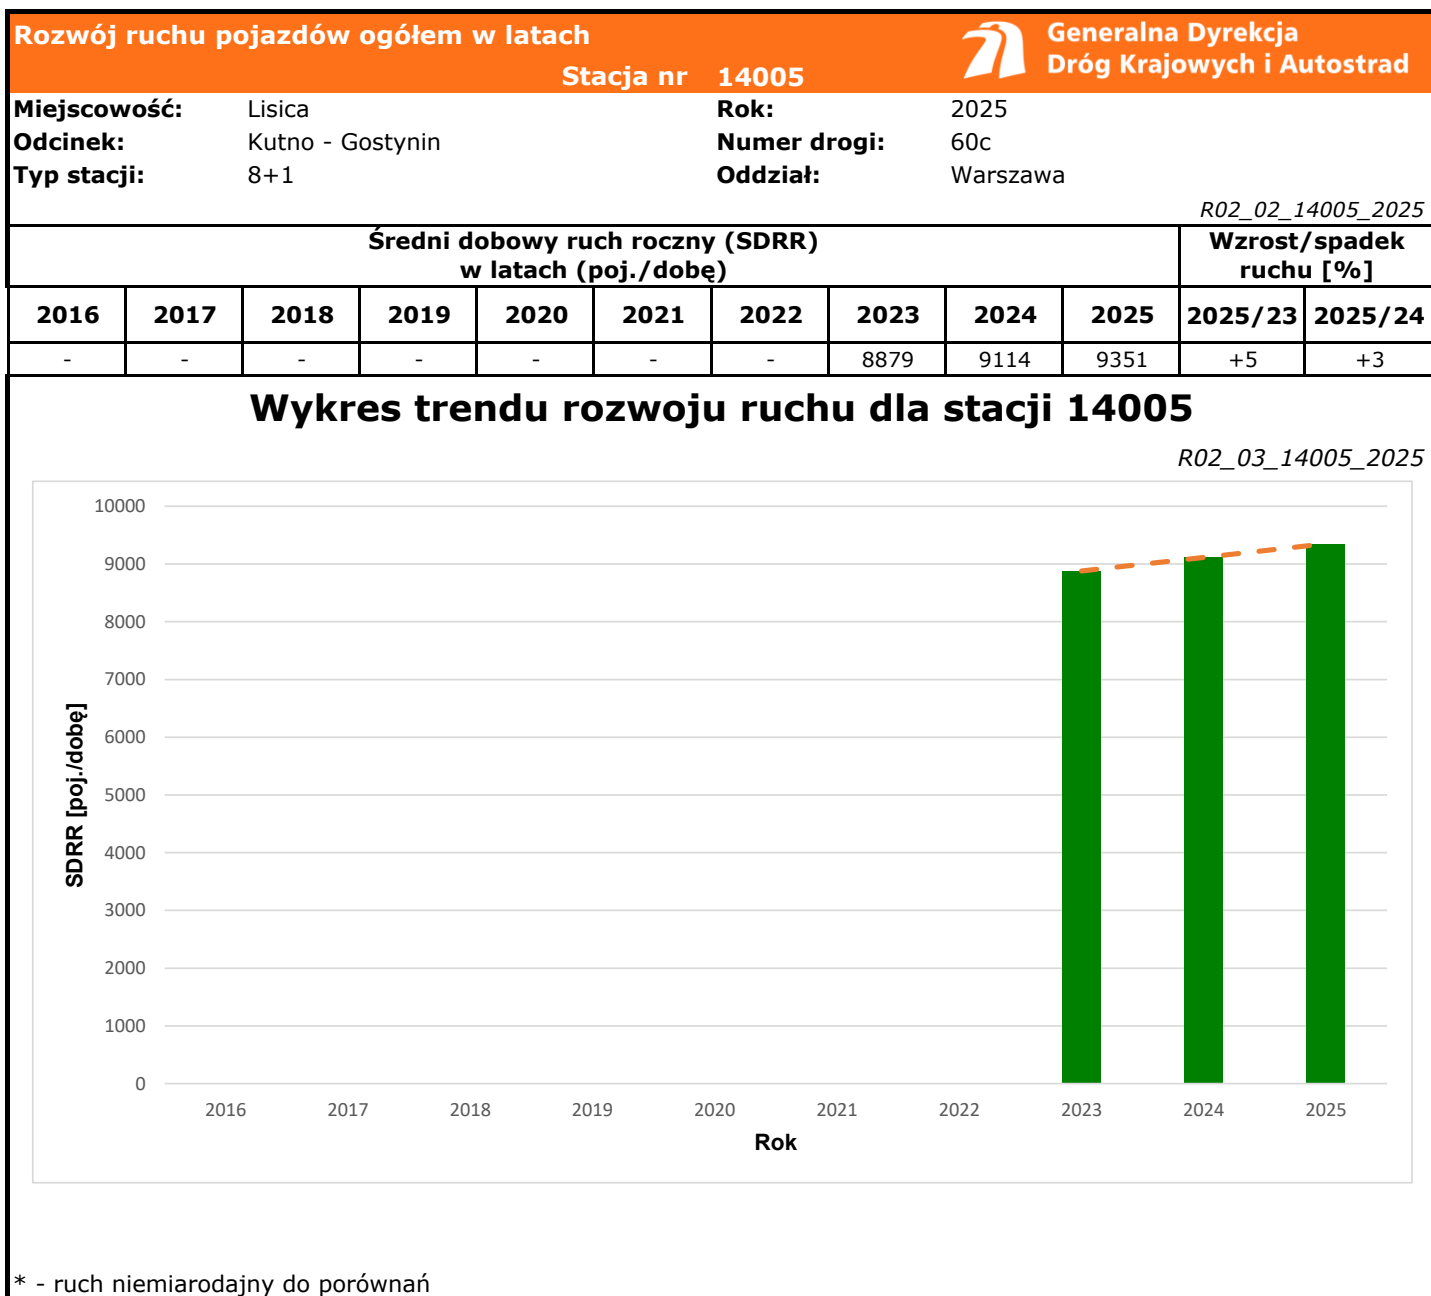 Rozwój ruchu pojazdów ogółem w latach
Stacja nr 14005
Generalna Dyrekcja
Dróg Krajowych i Autostrad
Miejscowość: Lisica Rok: 2025
Odcinek: Kutno - Gostynin Numer drogi: 60c
Typ stacji: 8+1 Oddział: Warszawa
R02_02_14005_2025
Średni dobowy ruch roczny (SDRR)
w latach (poj./dobę)
Wzrost/spadek
ruchu [%]
2016 2017 2018 2019 2020 2021 2022 2023 2024 2025 2025/23 2025/24
- - - - - - - 8879 9114 9351 +5 +3
Wykres trendu rozwoju ruchu dla stacji 14005
R02_03_14005_2025
10000
9000
8000
7000
6000
5000
4000
3000
2000
1000
0
SDRR [poj./dobę]
2016 2017 2018 2019 2020 2021 2022 2023 2024 2025
Rok
* - ruch niemiarodajny do porównań